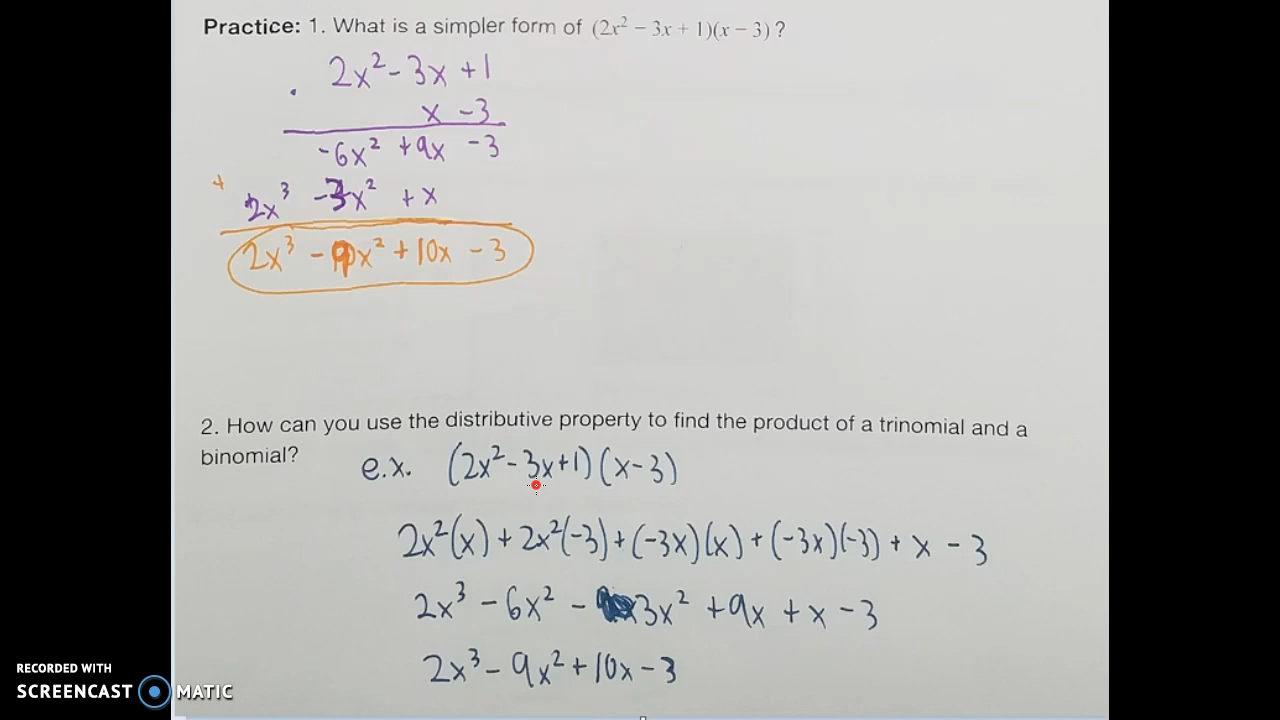 Practice: 1. What is a simpler form of (2x² − 3x + 1)(x − 3)?
2x² - 3x + 1
· x - 3
-6x² + 9x - 3
+ 2x³ - 3x² + x
2x³ - 9x² + 10x - 3
2. How can you use the distributive property to find the product of a trinomial and a
binomial? e.x. (2x² - 3x + 1)(x - 3)
2x²(x) + 2x²(-3) + (-3x)(x) + (-3x)(-3) + x - 3
2x³ - 6x² - 3x² + 9x + x - 3
2x³ - 9x² + 10x - 3
RECORDED WITH
SCREENCAST MATIC